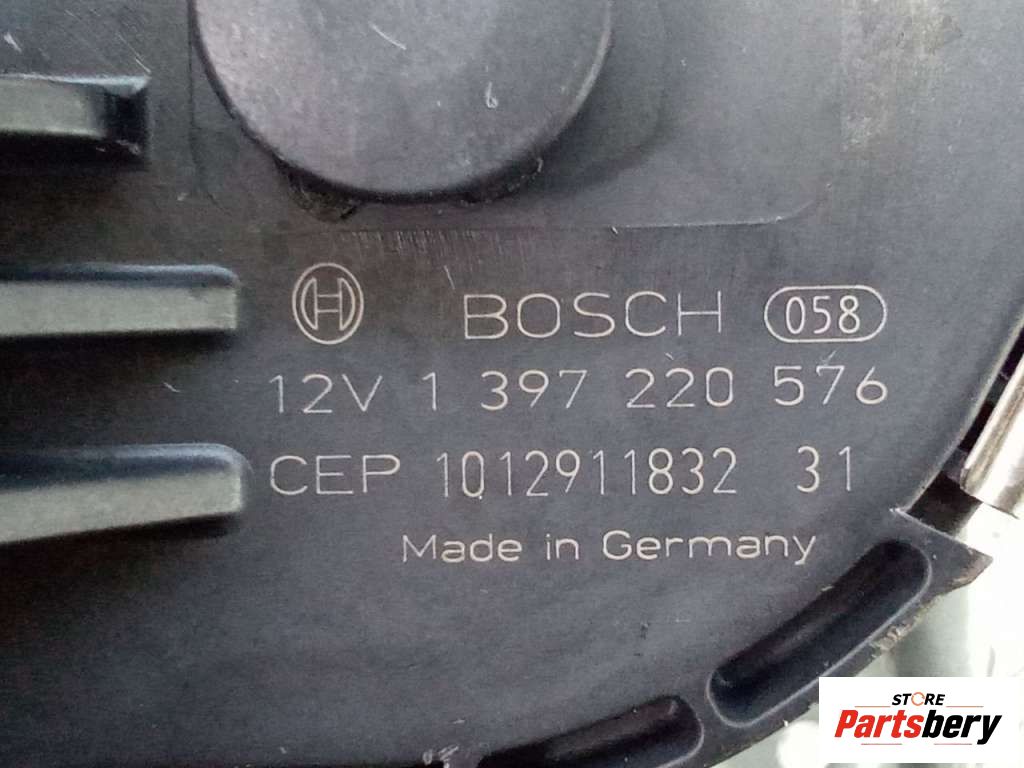 BOSCH 058
12V 1 397 220 576
CEP 1012911832 31
Made in Germany
STORE
Partsbery